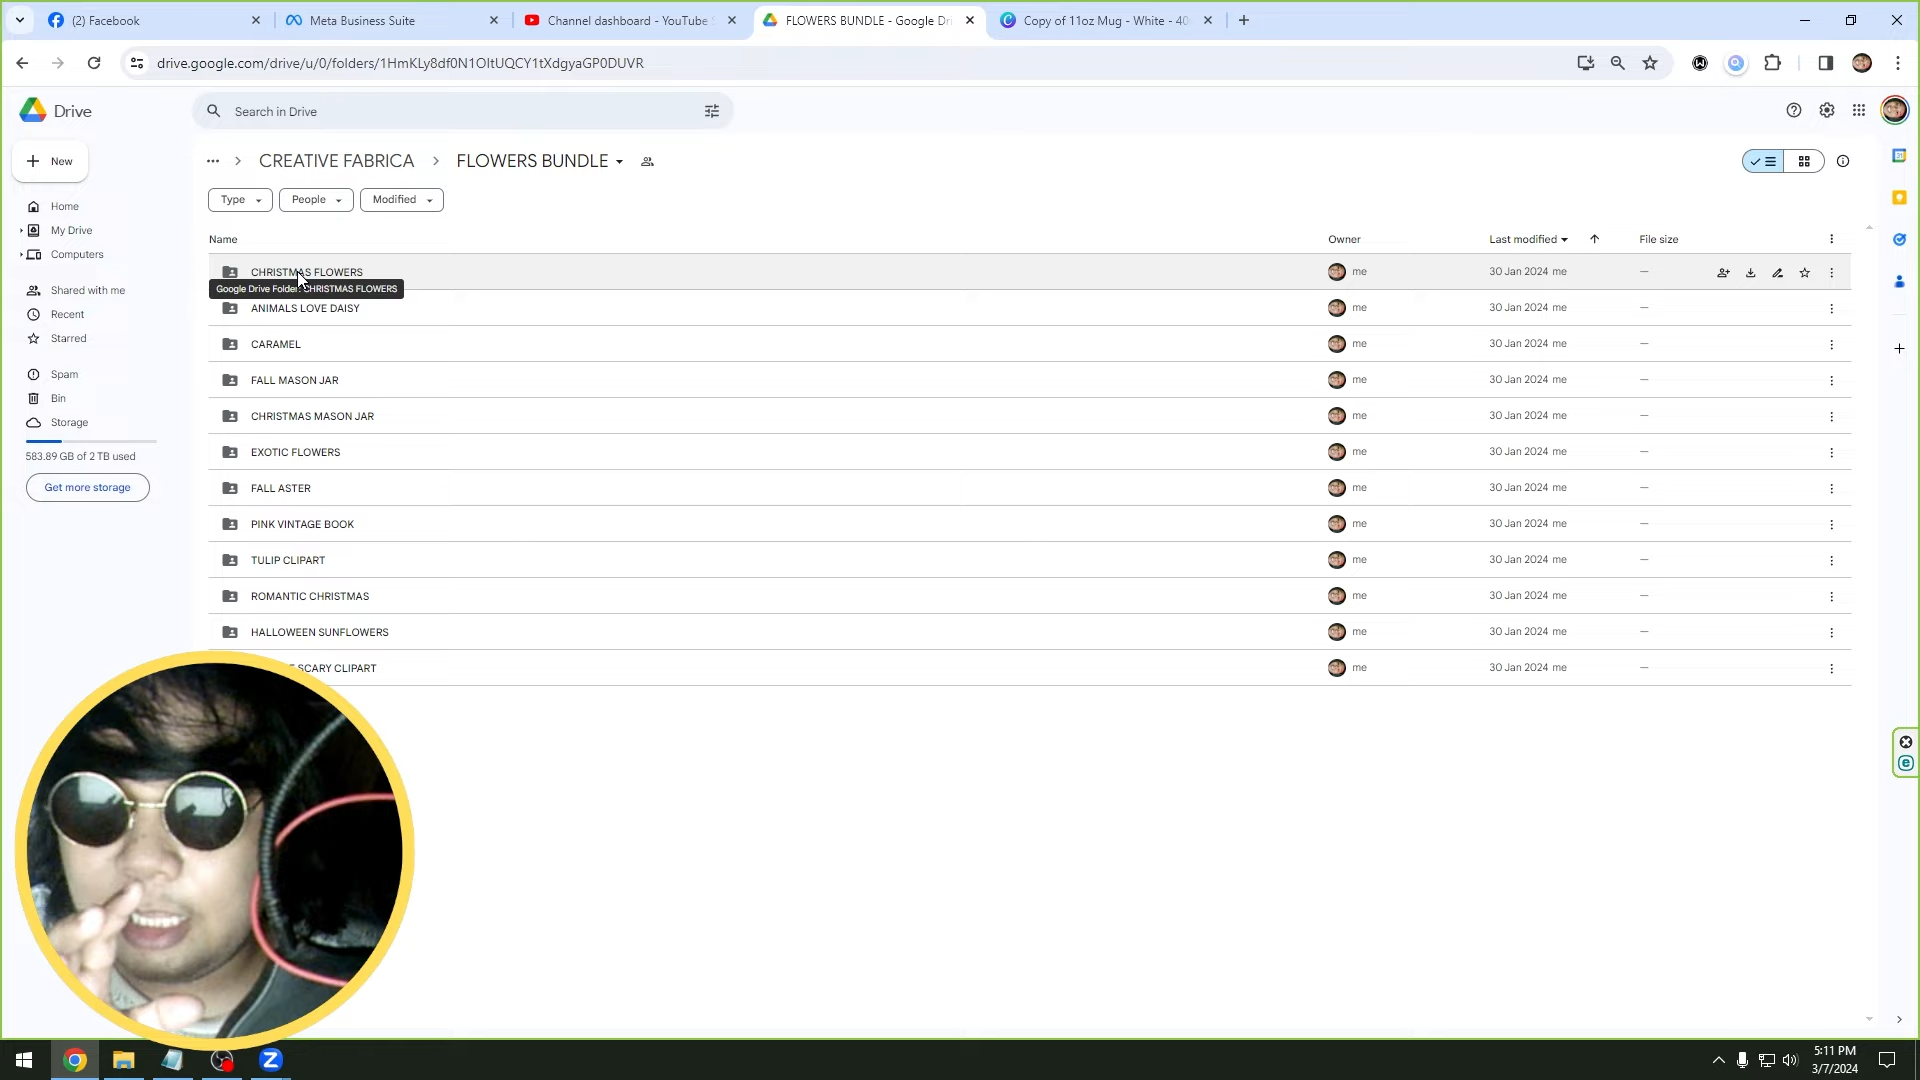 (2) Facebook
Meta Business Suite
Channel dashboard - YouTube S
FLOWERS BUNDLE - Google Dri
Copy of 11oz Mug - White - 40
drive.google.com/drive/u/0/folders/1HmKLy8df0N1OItUQCY1tXdgyaGP0DUVR
Drive
Search in Drive
New
CREATIVE FABRICA
FLOWERS BUNDLE
Type
People
Modified
Home
My Drive
Computers
Shared with me
Recent
Starred
Spam
Bin
Storage
583.89 GB of 2 TB used
Get more storage
Name Owner Last modified File size
CHRISTMAS FLOWERS me 30 Jan 2024 me —
Google Drive Folder: CHRISTMAS FLOWERS
ANIMALS LOVE DAISY me 30 Jan 2024 me —
CARAMEL me 30 Jan 2024 me —
FALL MASON JAR me 30 Jan 2024 me —
CHRISTMAS MASON JAR me 30 Jan 2024 me —
EXOTIC FLOWERS me 30 Jan 2024 me —
FALL ASTER me 30 Jan 2024 me —
PINK VINTAGE BOOK me 30 Jan 2024 me —
TULIP CLIPART me 30 Jan 2024 me —
ROMANTIC CHRISTMAS me 30 Jan 2024 me —
HALLOWEEN SUNFLOWERS me 30 Jan 2024 me —
SCARY CLIPART me 30 Jan 2024 me —
5:11 PM
3/7/2024